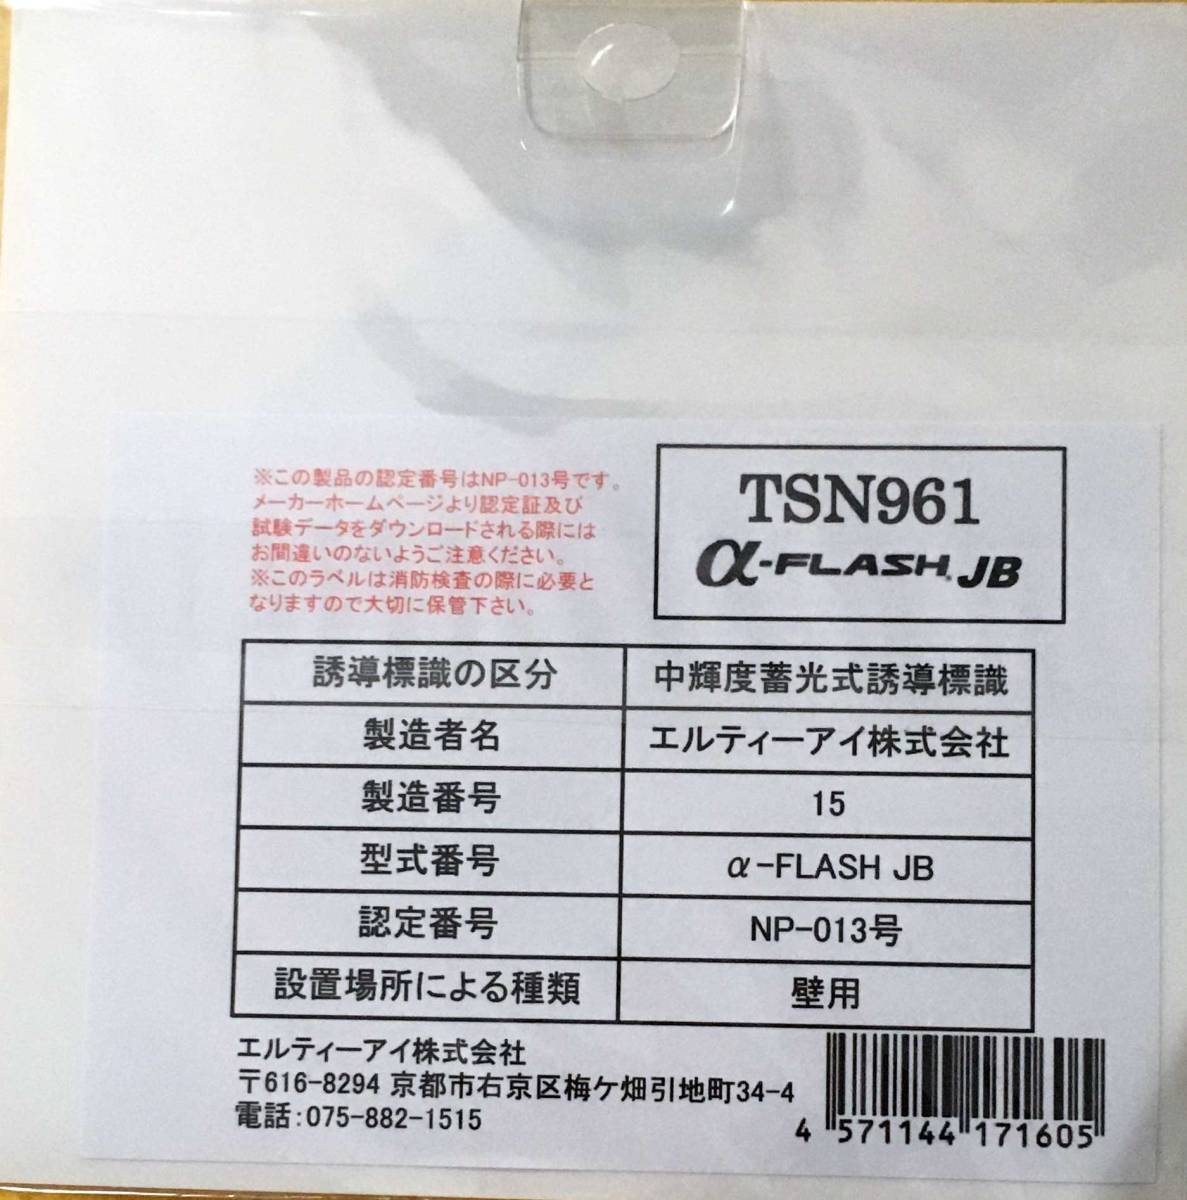 ※この製品の認定番号はNP-013号です。
メーカーホームページより認定証及び
試験データをダウンロードされる際には
お間違いのないようご注意ください。
※このラベルは消防検査の際に必要と
なりますので大切に保管下さい。
TSN961
α-FLASH JB
誘導標識の区分 中輝度蓄光式誘導標識
製造者名 エルティーアイ株式会社
製造番号 15
型式番号 α-FLASH JB
認定番号 NP-013号
設置場所による種類 壁用
エルティーアイ株式会社
〒616-8294 京都市右京区梅ケ畑引地町34-4
電話:075-882-1515
4 571144 171605